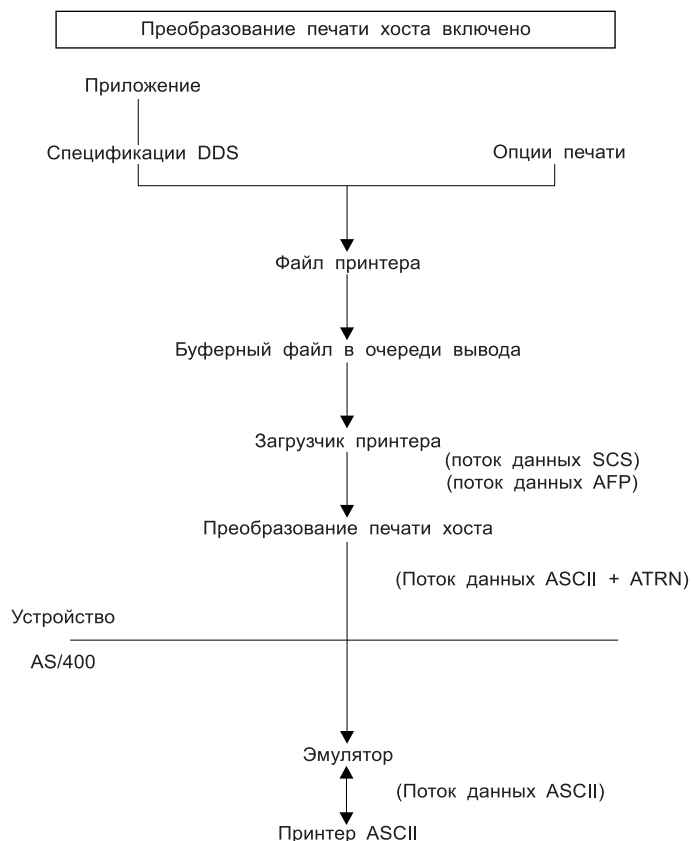 Преобразование печати хоста включено
Приложение
Спецификации DDS
Опции печати
Файл принтера
Буферный файл в очереди вывода
Загрузчик принтера
(поток данных SCS)
(поток данных AFP)
Преобразование печати хоста
(Поток данных ASCII + ATRN)
Устройство
AS/400
Эмулятор
(Поток данных ASCII)
Принтер ASCII